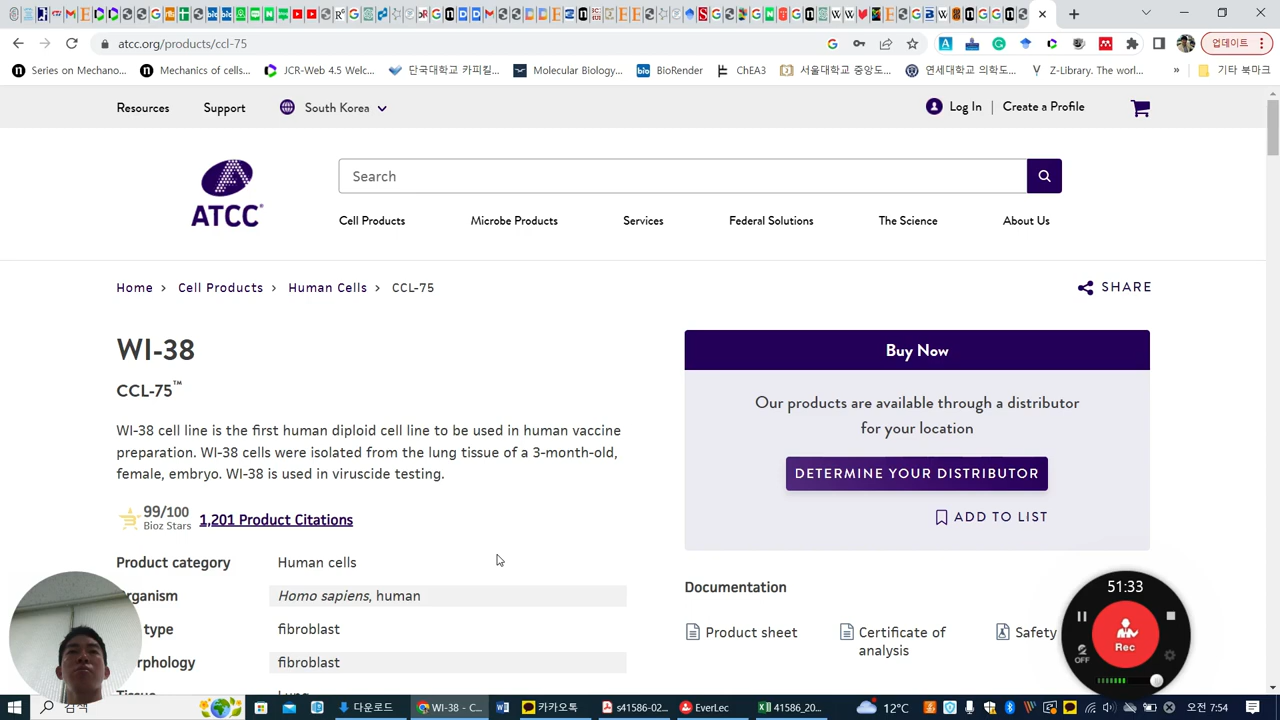 atcc.org/products/ccl-75
업데이트
Series on Mechano...
Mechanics of cells...
JCR-Web 4.5 Welc...
단국대학교 카피킬...
Molecular Biology...
BioRender
ChEA3
서울대학교 중앙도...
연세대학교 의학도...
Z-Library. The worl...
»
기타 북마크
Resources
Support
South Korea
Log In | Create a Profile
ATCC
Search
Cell Products
Microbe Products
Services
Federal Solutions
The Science
About Us
Home > Cell Products > Human Cells > CCL-75
SHARE
WI-38
CCL-75™
WI-38 cell line is the first human diploid cell line to be used in human vaccine
preparation. WI-38 cells were isolated from the lung tissue of a 3-month-old,
female, embryo. WI-38 is used in viruscide testing.
99/100
Bioz Stars
1,201 Product Citations
Product category Human cells
Organism Homo sapiens, human
type fibroblast
fibroblast
Lung
Buy Now
Our products are available through a distributor
for your location
DETERMINE YOUR DISTRIBUTOR
ADD TO LIST
Documentation
Product sheet
Certificate of
analysis
Safety
51:33
Rec
OFF
검색
다운로드
WI-38 - C...
카카오톡
s41586-02...
EverLec
41586_20...
12°C
오전 7:54